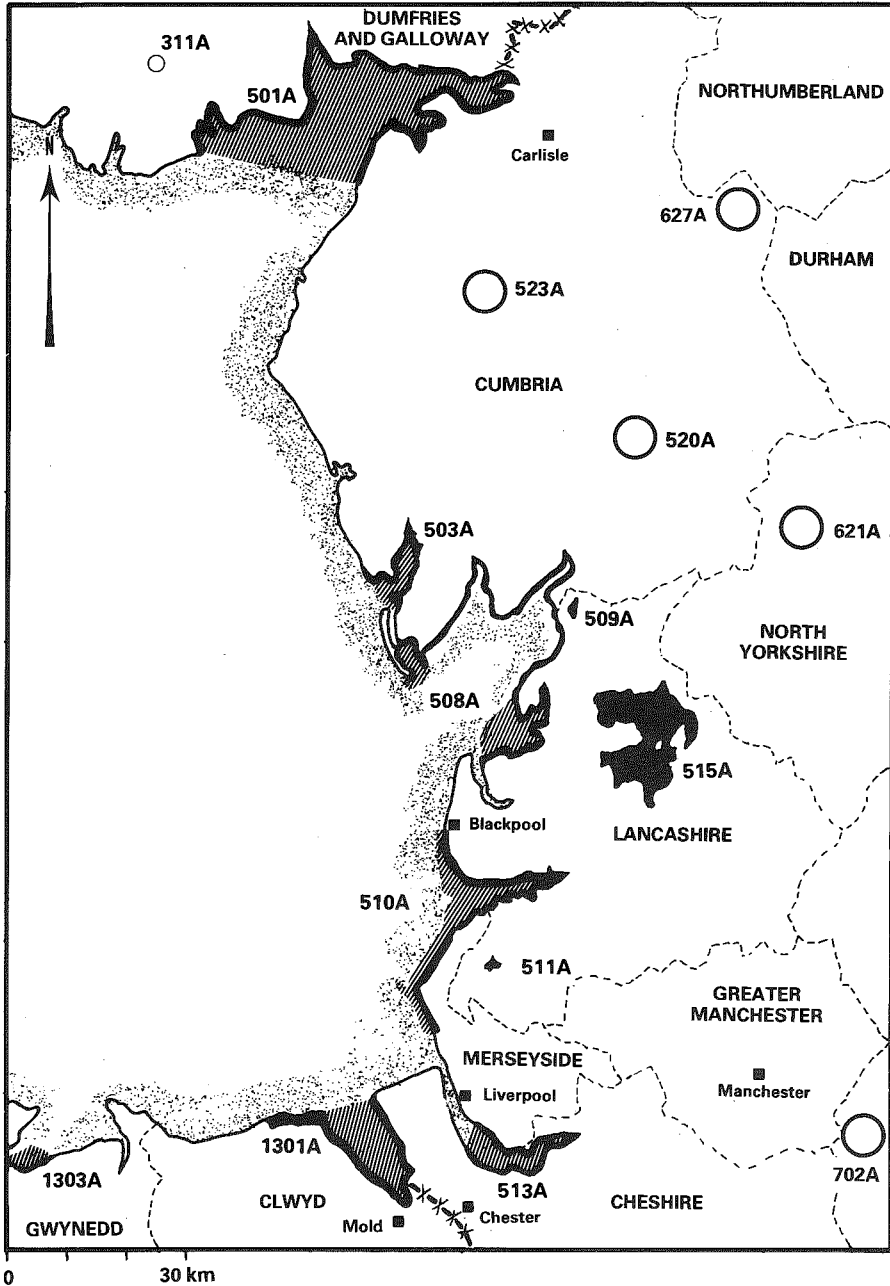 DUMFRIES
AND GALLOWAY
311A
501A
NORTHUMBERLAND
N
Carlisle
627A
DURHAM
523A
CUMBRIA
520A
503A
621A
509A
NORTH
YORKSHIRE
508A
515A
Blackpool
LANCASHIRE
510A
511A
GREATER
MANCHESTER
MERSEYSIDE
Liverpool
Manchester
1301A
1303A
513A
702A
CLWYD
CHESHIRE
Chester
Mold
GWYNEDD
0
30 km